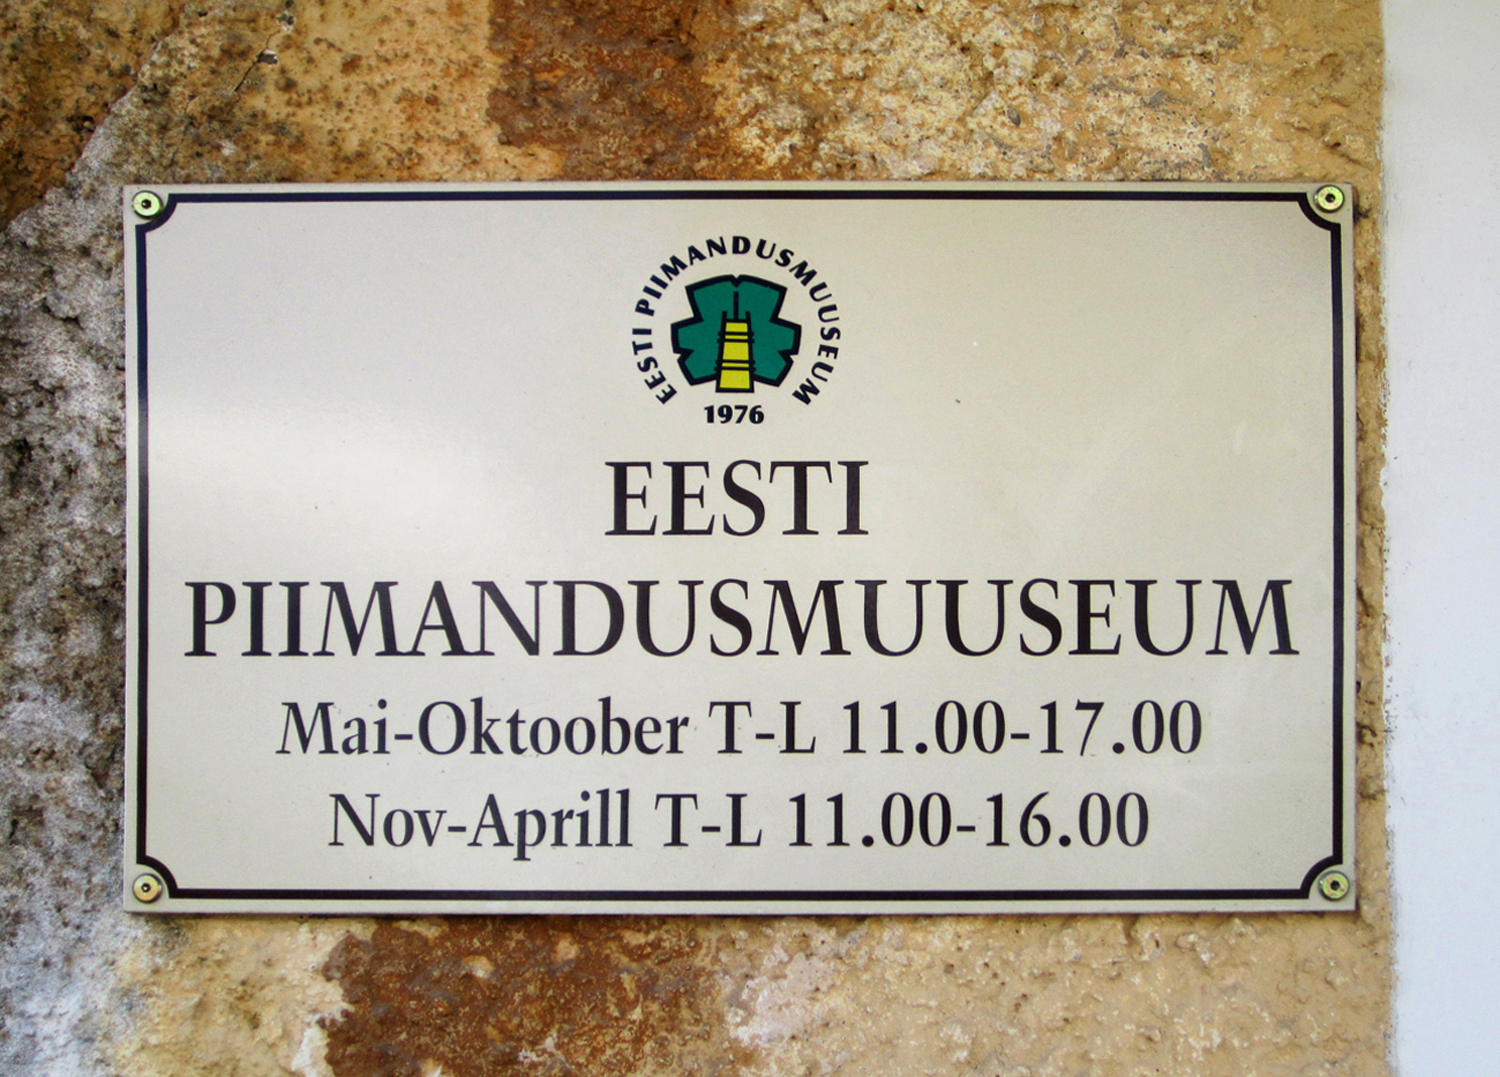 EESTI PIIMANDUSMUUSEUM
1976
EESTI
PIIMANDUSMUUSEUM
Mai-Oktoober T-L 11.00-17.00
Nov-Aprill T-L 11.00-16.00